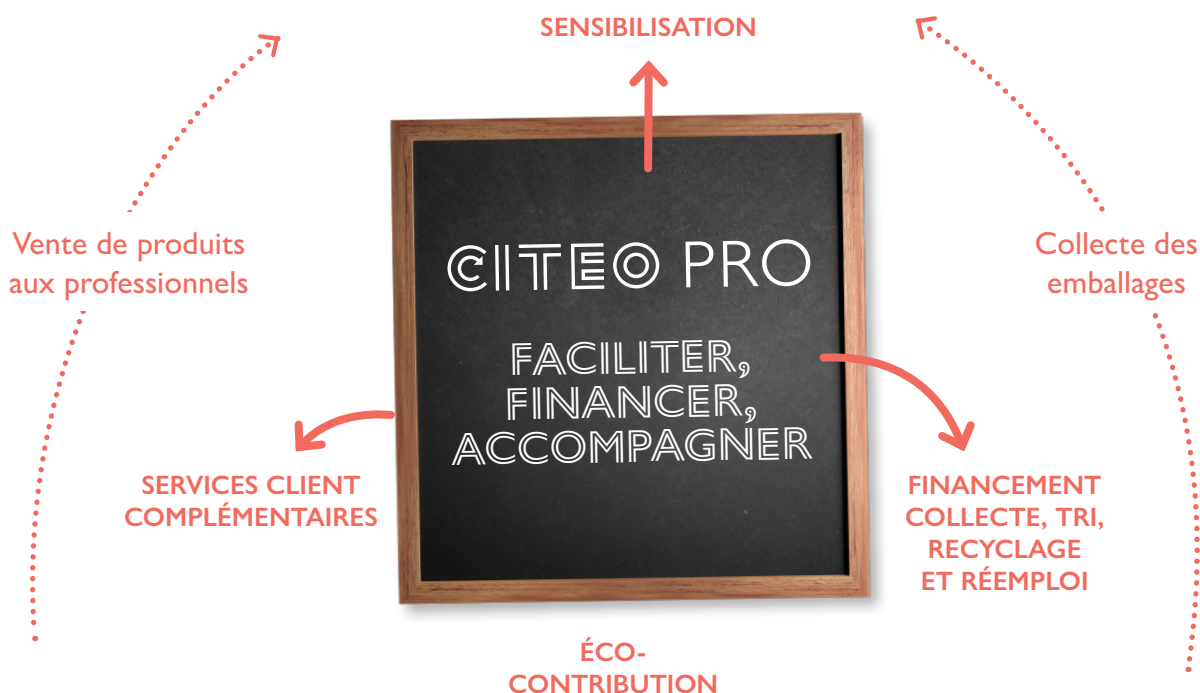 SENSIBILISATION
Vente de produits
aux professionnels
CITEO PRO
FACILITER,
FINANCER,
ACCOMPAGNER
Collecte des
emballages
SERVICES CLIENT
COMPLÉMENTAIRES
FINANCEMENT
COLLECTE, TRI,
RECYCLAGE
ET RÉEMPLOI
ÉCO-
CONTRIBUTION